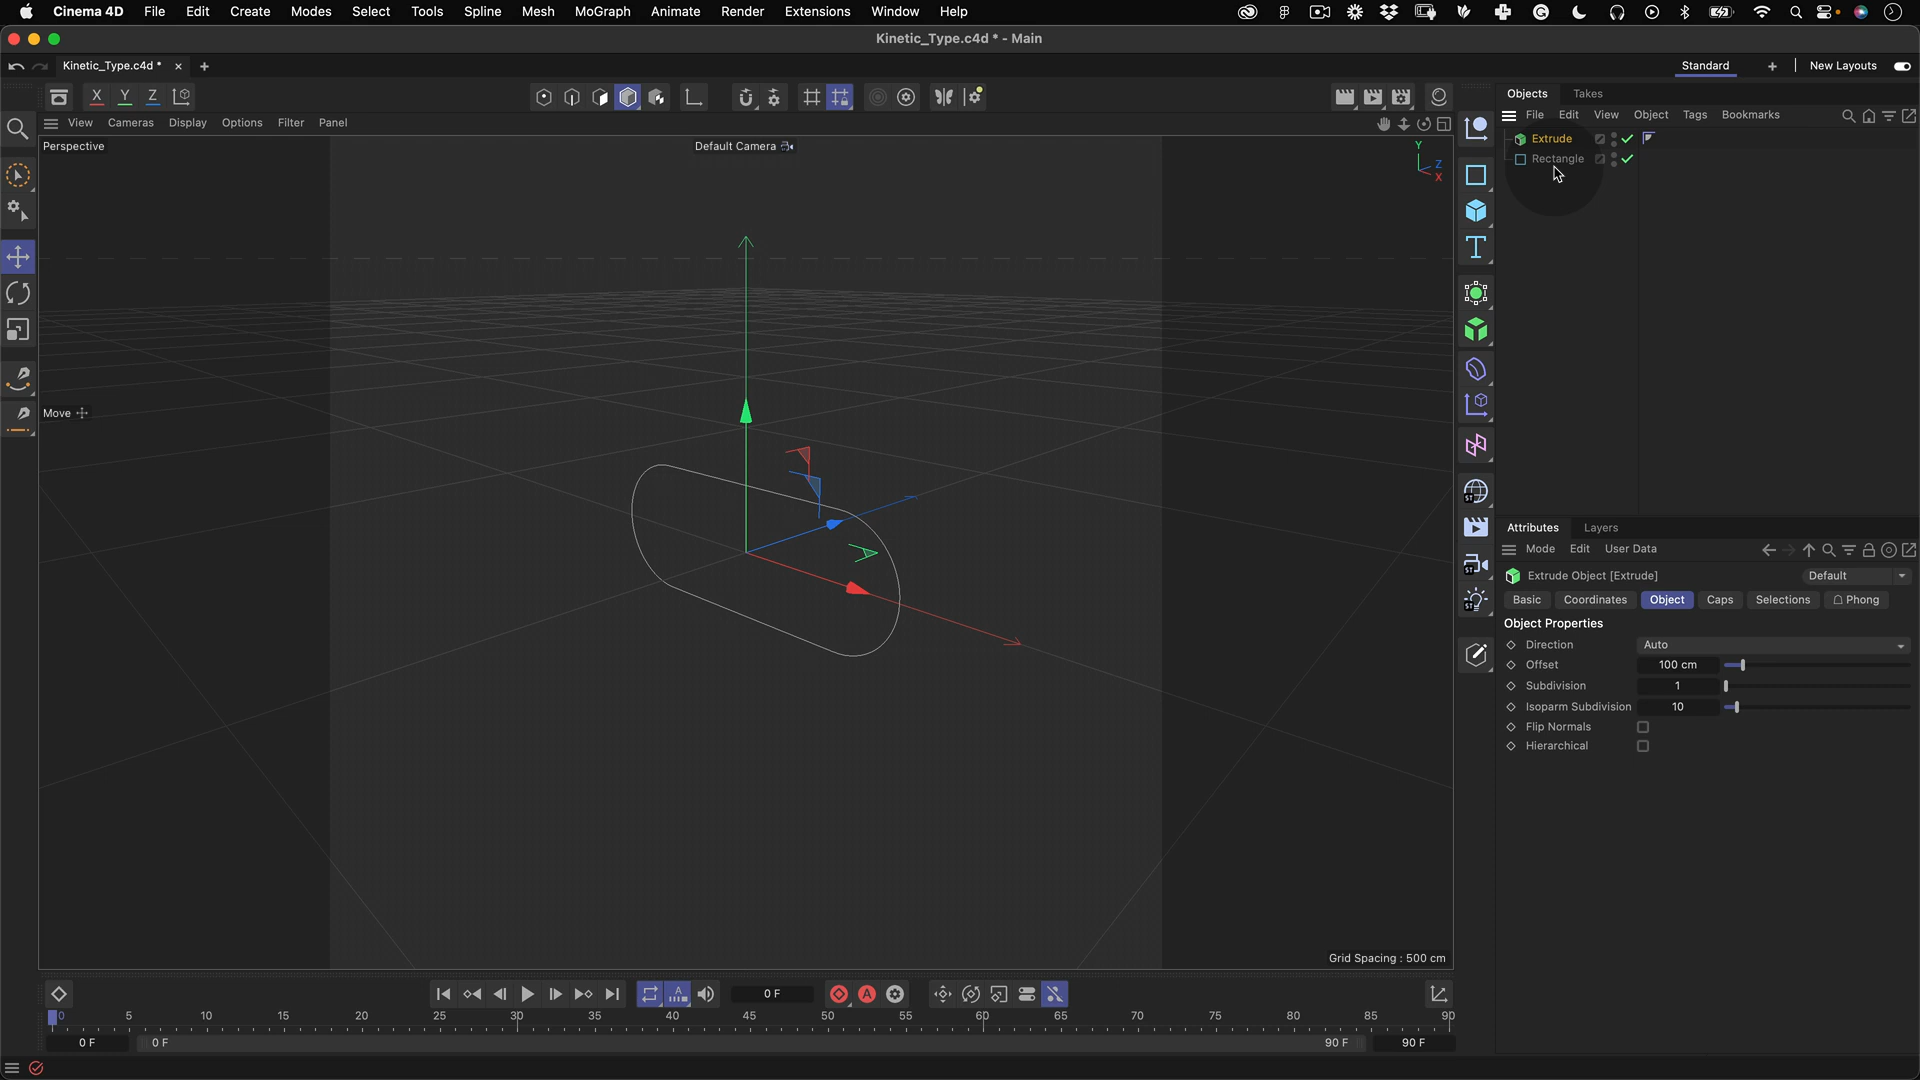 Cinema 4D File Edit Create Modes Select Tools Spline Mesh MoGraph Animate Render Extensions Window Help
Kinetic_Type.c4d * - Main
Kinetic_Type.c4d * × +
Standard + New Layouts
X Y Z
Objects Takes
View Cameras Display Options Filter Panel
File Edit View Object Tags Bookmarks
Perspective
Default Camera
Y
Z
X
Extrude
Rectangle
Move
Attributes Layers
Mode Edit User Data
Extrude Object [Extrude]
Default
Basic Coordinates Object Caps Selections Phong
Object Properties
Direction Auto
Offset 100 cm
Subdivision 1
Isoparm Subdivision 10
Flip Normals
Hierarchical
ST
ST
ST
ST
Grid Spacing : 500 cm
0 F
0 5 10 15 20 25 30 35 40 45 50 55 60 65 70 75 80 85 90
0 F 0 F 90 F 90 F